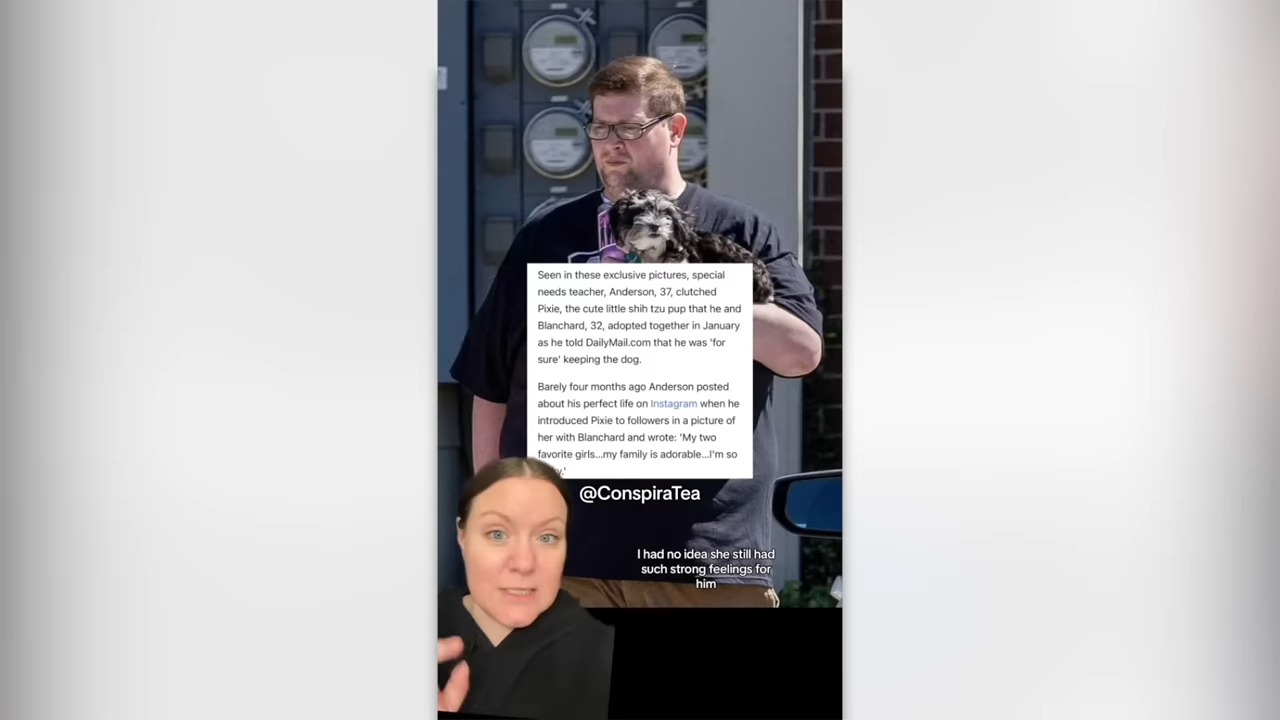 Seen in these exclusive pictures, special
needs teacher, Anderson, 37, clutched
Pixie, the cute little shih tzu pup that he and
Blanchard, 32, adopted together in January
as he told DailyMail.com that he was 'for
sure' keeping the dog.
Barely four months ago Anderson posted
about his perfect life on Instagram when he
introduced Pixie to followers in a picture of
her with Blanchard and wrote: 'My two
favorite girls...my family is adorable...I'm so
@ConspiraTea
I had no idea she still had
such strong feelings for
him